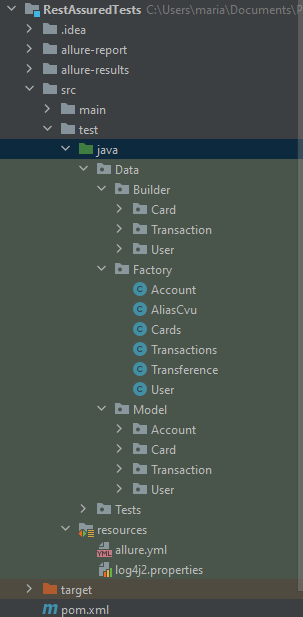 RestAssuredTests C:\Users\maria\Documents\P
.idea
allure-report
allure-results
src
main
test
java
Data
Builder
Card
Transaction
User
Factory
Account
AliasCvu
Cards
Transactions
Transference
User
Model
Account
Card
Transaction
User
Tests
resources
YML allure.yml
log4j2.properties
target
m pom.xml